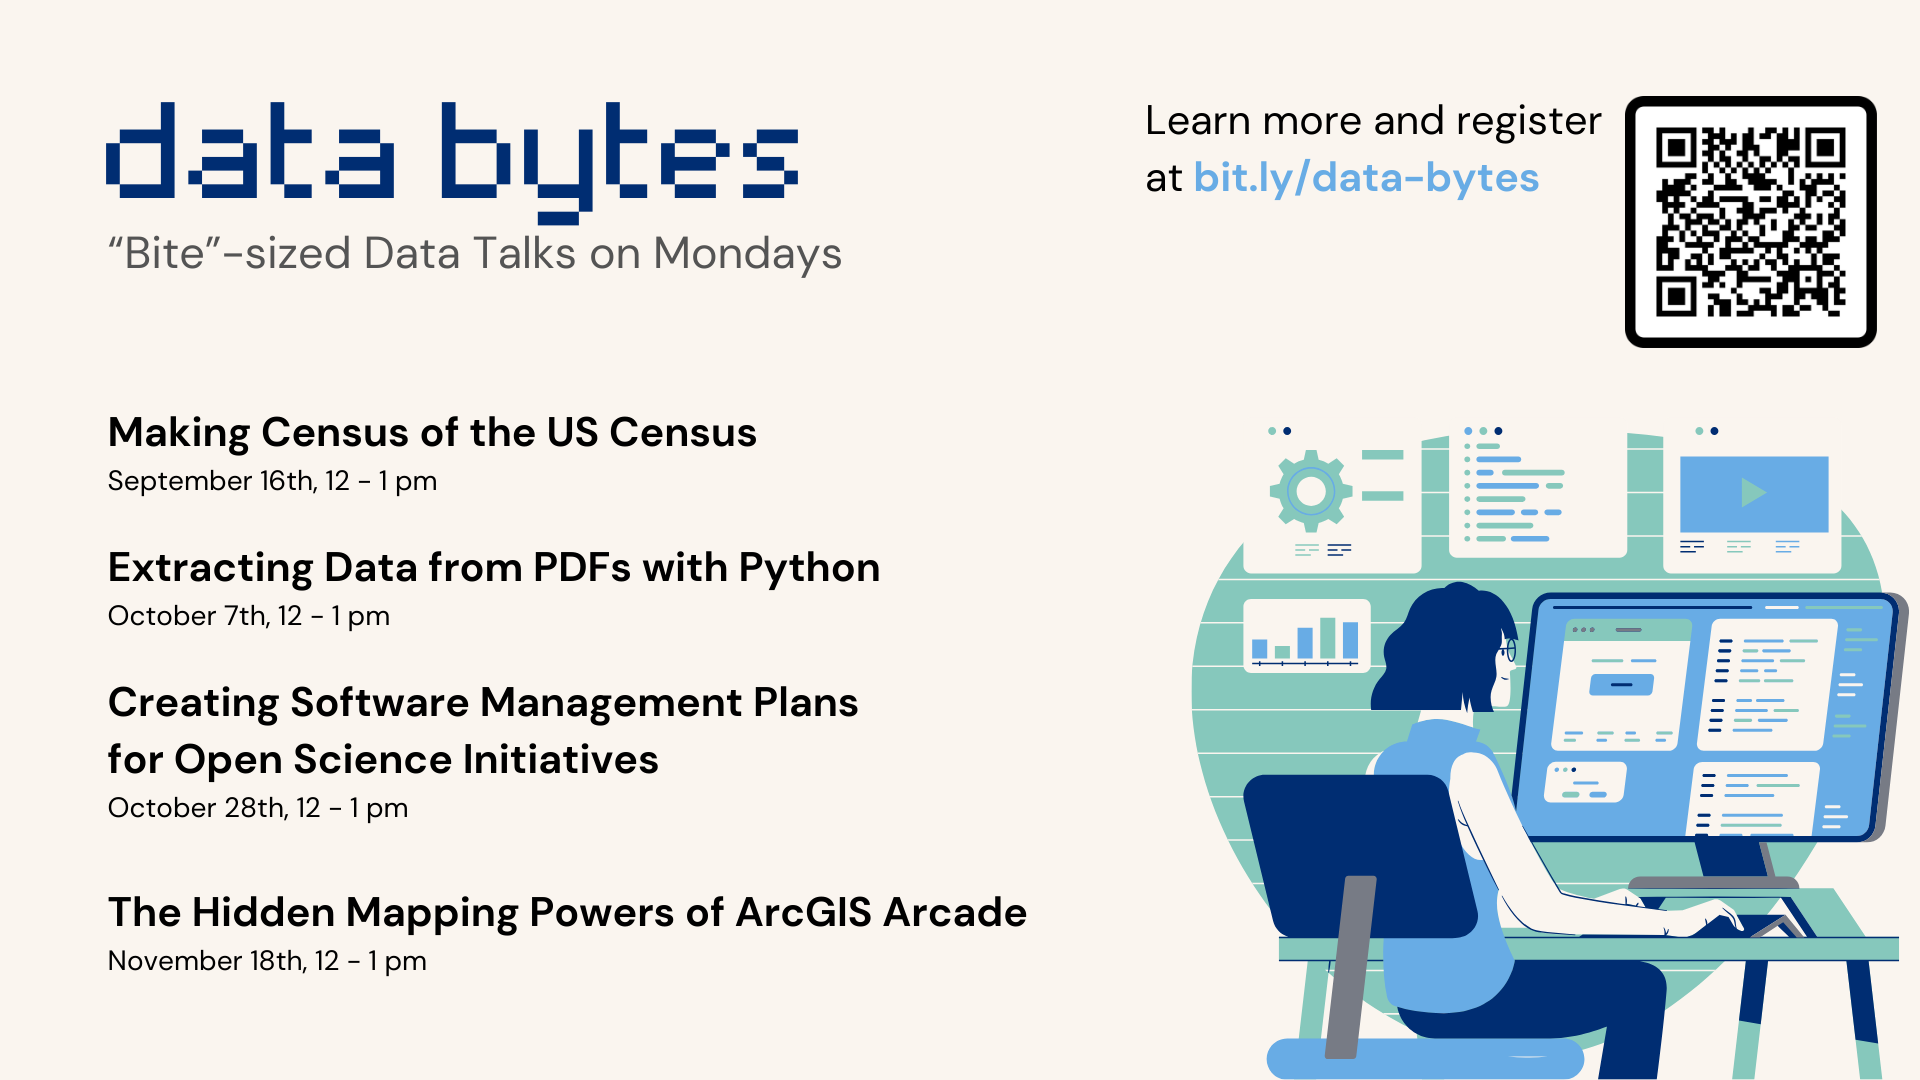 data bytes
“Bite”-sized Data Talks on Mondays
Learn more and register
at bit.ly/data-bytes
Making Census of the US Census
September 16th, 12 - 1 pm
Extracting Data from PDFs with Python
October 7th, 12 - 1 pm
Creating Software Management Plans
for Open Science Initiatives
October 28th, 12 - 1 pm
The Hidden Mapping Powers of ArcGIS Arcade
November 18th, 12 - 1 pm